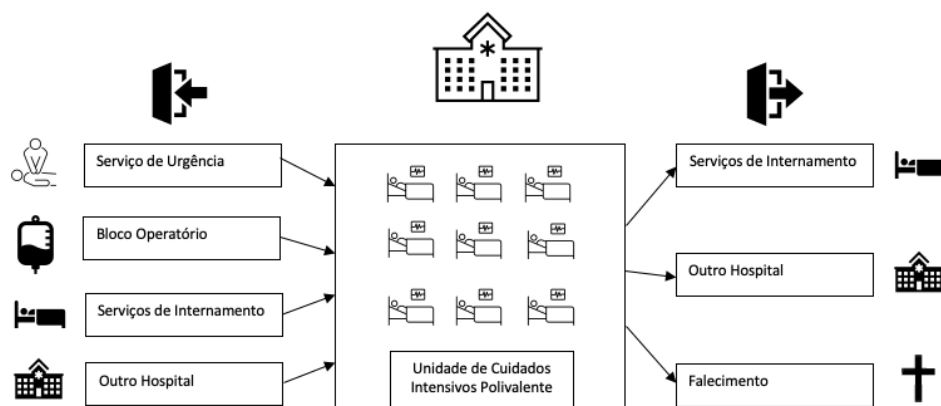 Serviço de Urgência
Bloco Operatório
Serviços de Internamento
Outro Hospital
Unidade de Cuidados
Intensivos Polivalente
Serviços de Internamento
Outro Hospital
Falecimento